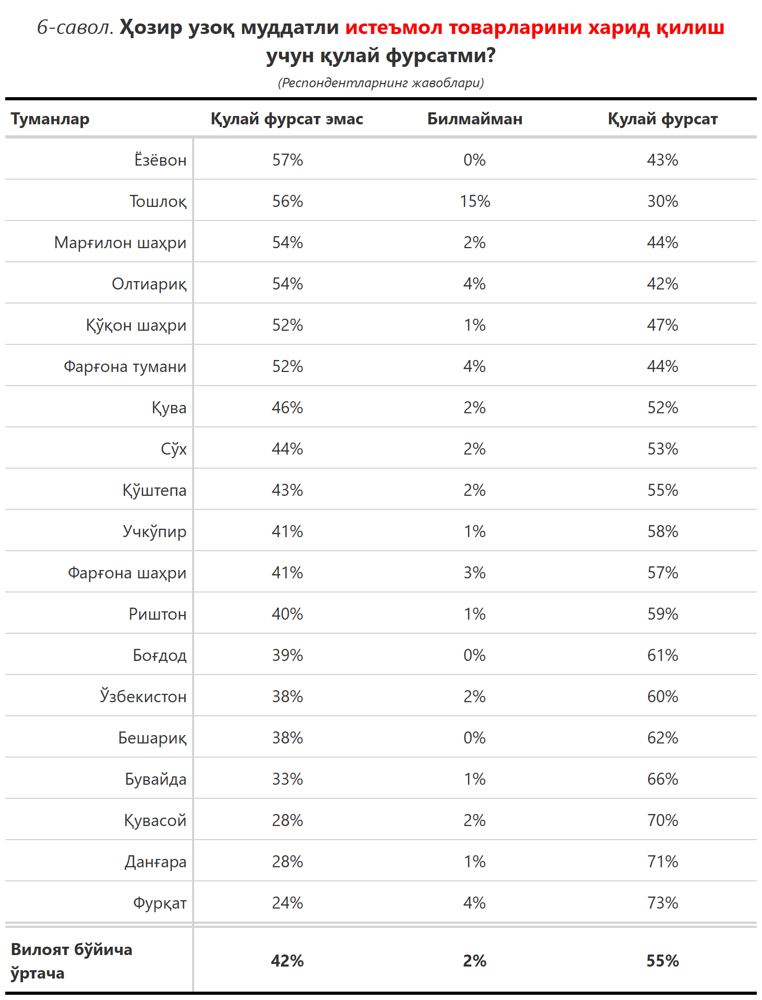 6-савол. Ҳозир узоқ муддатли истеъмол товарларини харид қилиш
учун қулай фурсатми?
(Респондентларнинг жавоблари)
Туманлар Қулай фурсат эмас Билмайман Қулай фурсат
Ёзёвон 57% 0% 43%
Тошлоқ 56% 15% 30%
Марғилон шаҳри 54% 2% 44%
Олтиариқ 54% 4% 42%
Қўқон шаҳри 52% 1% 47%
Фарғона тумани 52% 4% 44%
Қува 46% 2% 52%
Сўх 44% 2% 53%
Қўштепа 43% 2% 55%
Учкўпир 41% 1% 58%
Фарғона шаҳри 41% 3% 57%
Риштон 40% 1% 59%
Боғдод 39% 0% 61%
Ўзбекистон 38% 2% 60%
Бешариқ 38% 0% 62%
Бувайда 33% 1% 66%
Қувасой 28% 2% 70%
Данғара 28% 1% 71%
Фурқат 24% 4% 73%
Вилоят бўйича
ўртача 42% 2% 55%